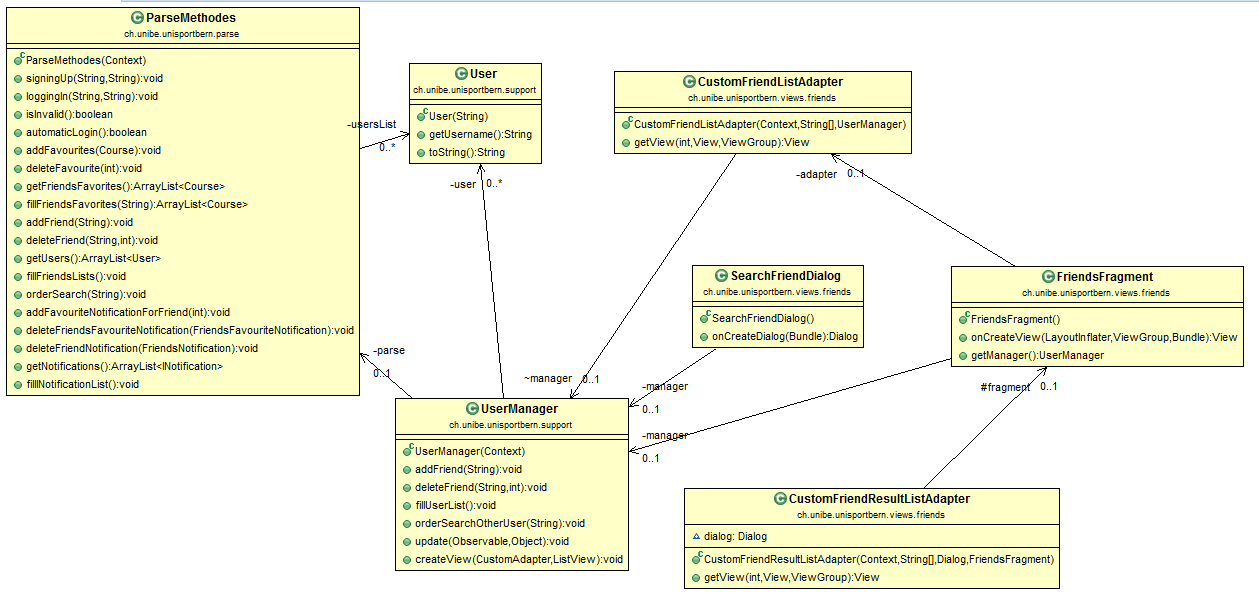 ParseMethodes
ch.unibe.unisportbern.parse
ParseMethodes(Context)
signingUp(String,String):void
loggingIn(String,String):void
isInvalid():boolean
automaticLogin():boolean
addFavourites(Course):void
deleteFavourite(int):void
getFriendsFavorites():ArrayList<Course>
fillFriendsFavorites(String):ArrayList<Course>
addFriend(String):void
deleteFriend(String,int):void
getUsers():ArrayList<User>
fillFriendsLists():void
orderSearch(String):void
addFavouriteNotificationForFriend(int):void
deleteFriendsFavouriteNotification(FriendsFavouriteNotification):void
deleteFriendNotification(FriendsNotification):void
getNotifications():ArrayList<INotification>
fillINotificationList():void
-usersList
0..*
User
ch.unibe.unisportbern.support
User(String)
getUsername():String
toString():String
-user
0..*
CustomFriendListAdapter
ch.unibe.unisportbern.views.friends
CustomFriendListAdapter(Context,String[],UserManager)
getView(int,View,ViewGroup):View
-adapter
0..1
SearchFriendDialog
ch.unibe.unisportbern.views.friends
SearchFriendDialog()
onCreateDialog(Bundle):Dialog
FriendsFragment
ch.unibe.unisportbern.views.friends
FriendsFragment()
onCreateView(LayoutInflater,ViewGroup,Bundle):View
getManager():UserManager
-parse
0..1
~manager
0..1
-manager
0..1
-manager
0..1
#fragment
0..1
UserManager
ch.unibe.unisportbern.support
UserManager(Context)
addFriend(String):void
deleteFriend(String,int):void
fillUserList():void
orderSearchOtherUser(String):void
update(Observable,Object):void
createView(CustomAdapter,ListView):void
CustomFriendResultListAdapter
ch.unibe.unisportbern.views.friends
dialog: Dialog
CustomFriendResultListAdapter(Context,String[],Dialog,FriendsFragment)
getView(int,View,ViewGroup):View